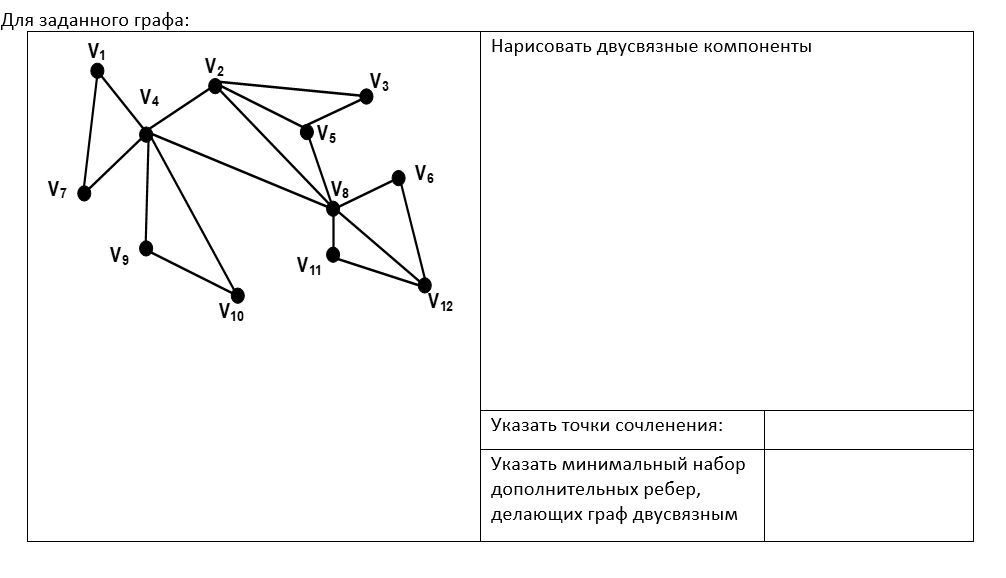 Для заданного графа:
V1
V2
V3
V4
V5
V6
V7
V8
V9
V10
V11
V12
Нарисовать двусвязные компоненты
Указать точки сочленения:
Указать минимальный набор
дополнительных ребер,
делающих граф двусвязным